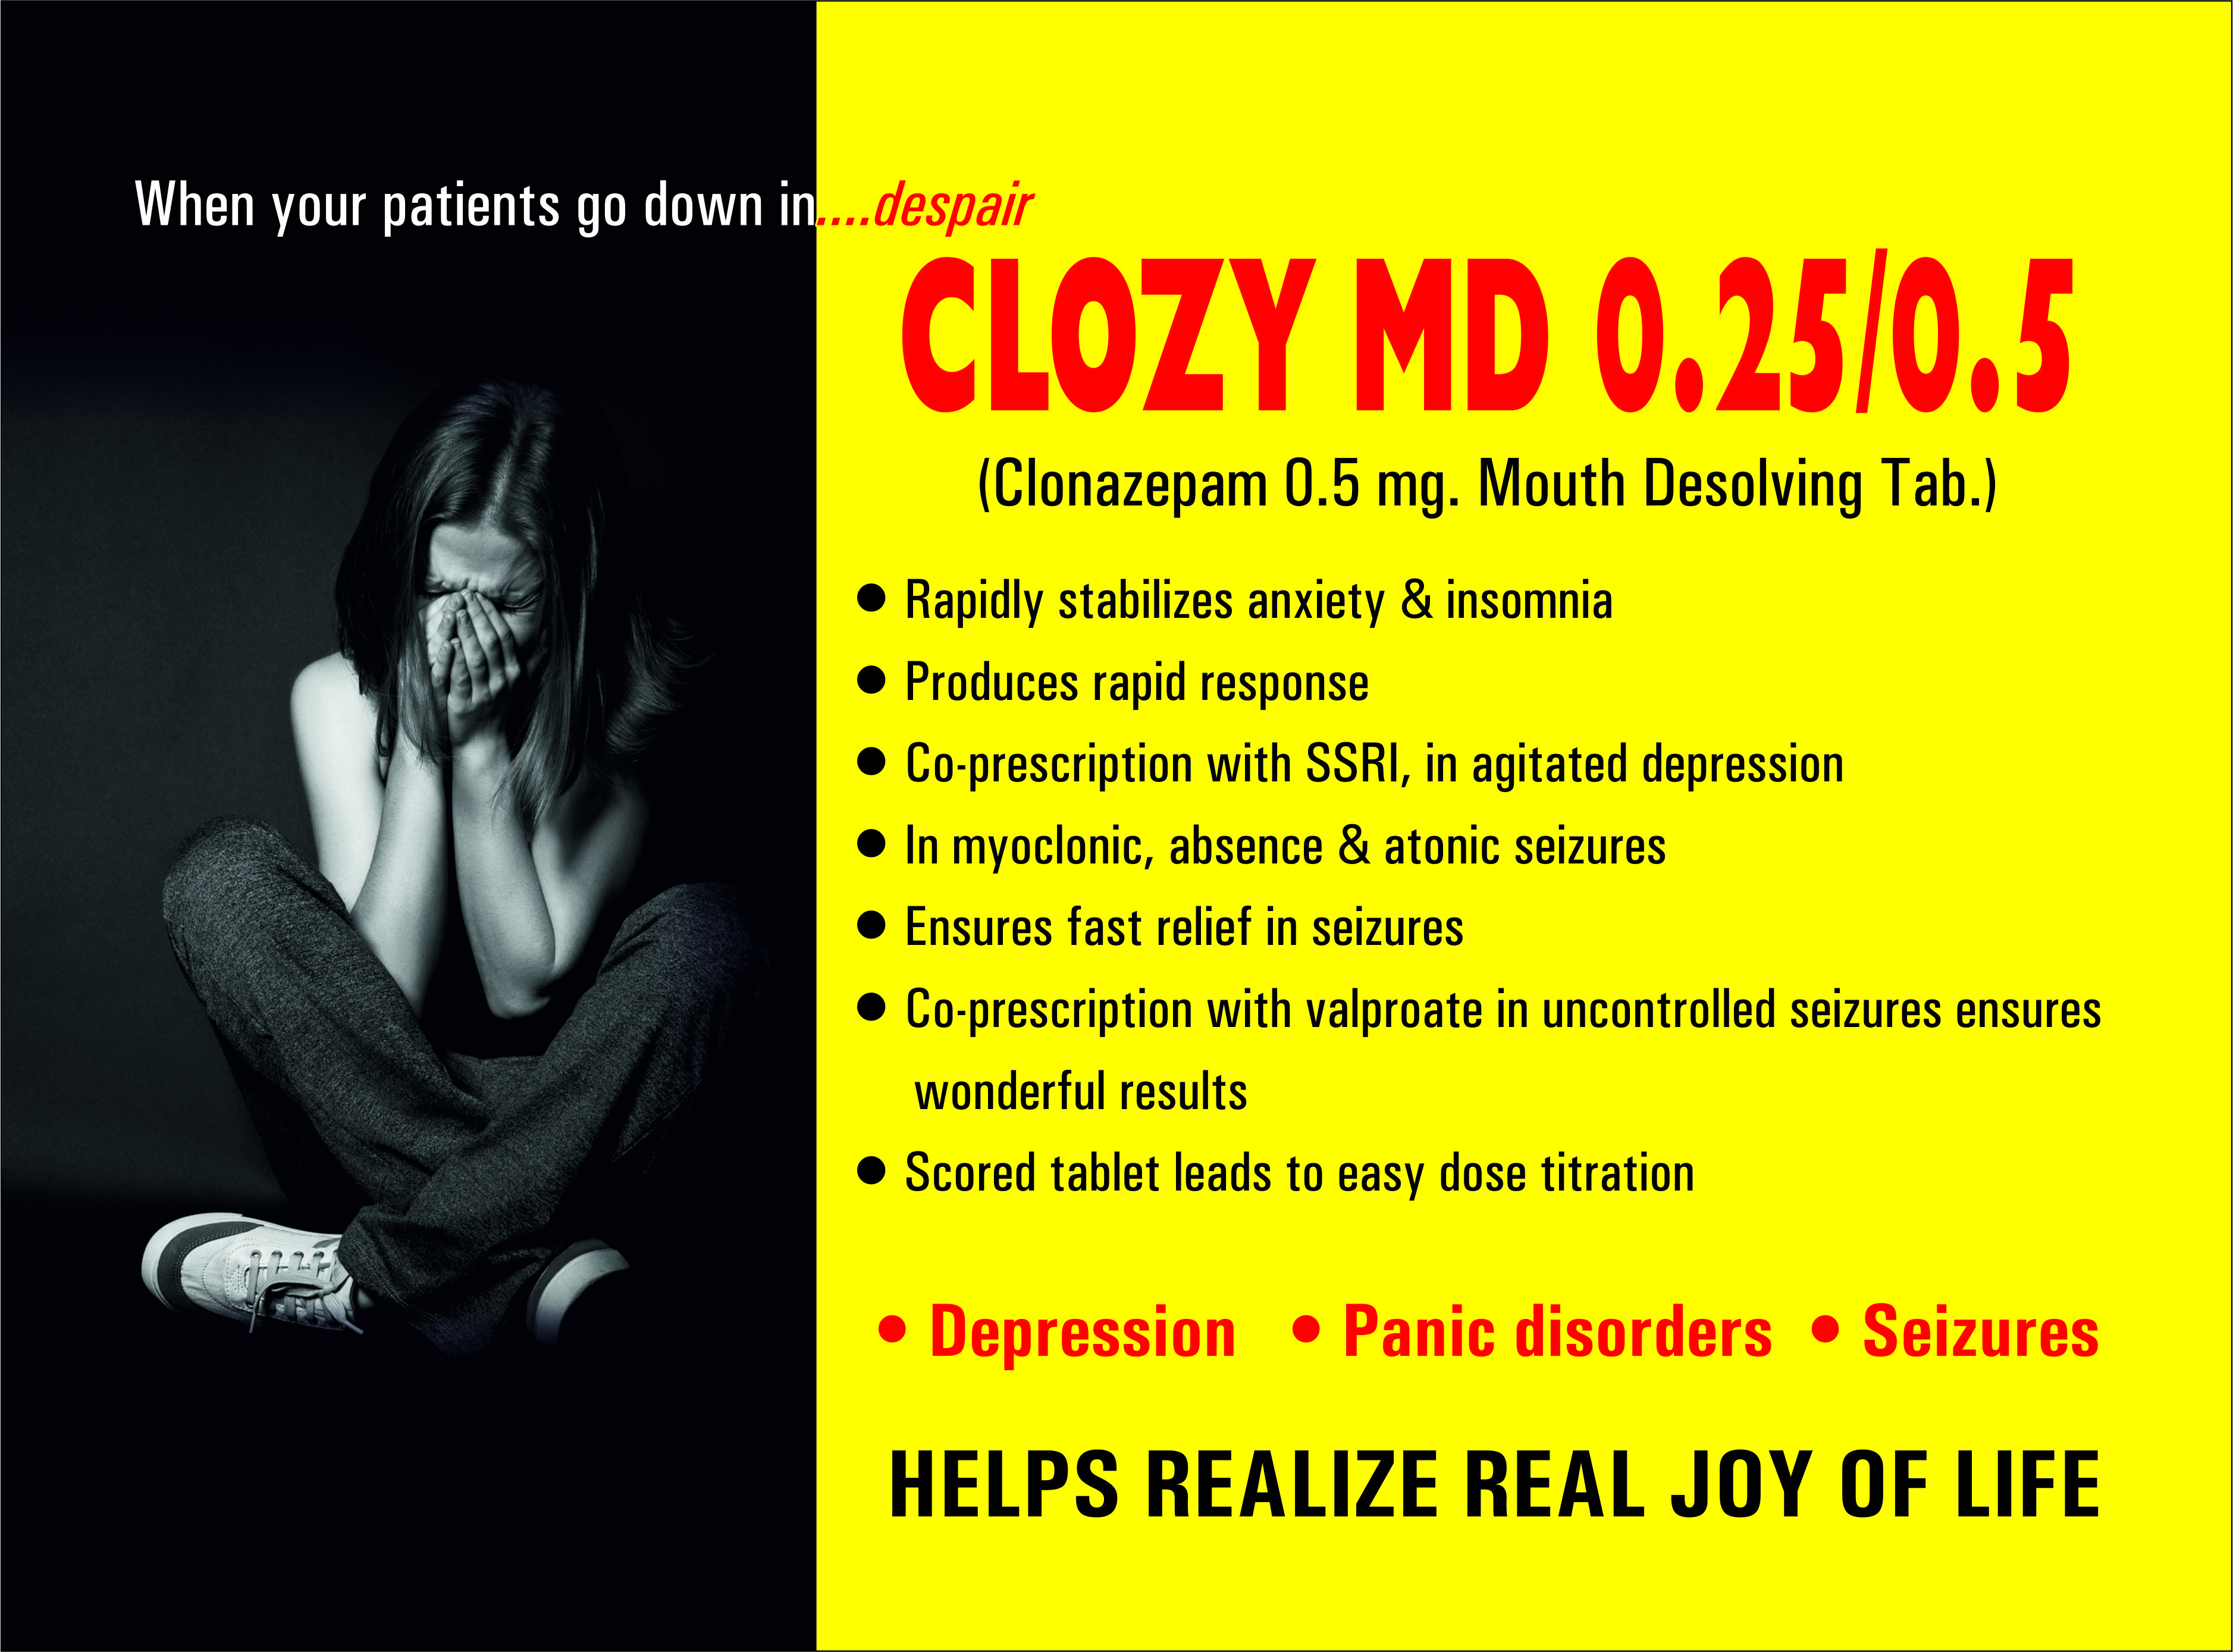 When your patients go down in....despair
CLOZY MD 0.25/0.5
(Clonazepam 0.5 mg. Mouth Desolving Tab.)
● Rapidly stabilizes anxiety & insomnia
● Produces rapid response
● Co-prescription with SSRI, in agitated depression
● In myoclonic, absence & atonic seizures
● Ensures fast relief in seizures
● Co-prescription with valproate in uncontrolled seizures ensures
wonderful results
● Scored tablet leads to easy dose titration
• Depression • Panic disorders • Seizures
HELPS REALIZE REAL JOY OF LIFE